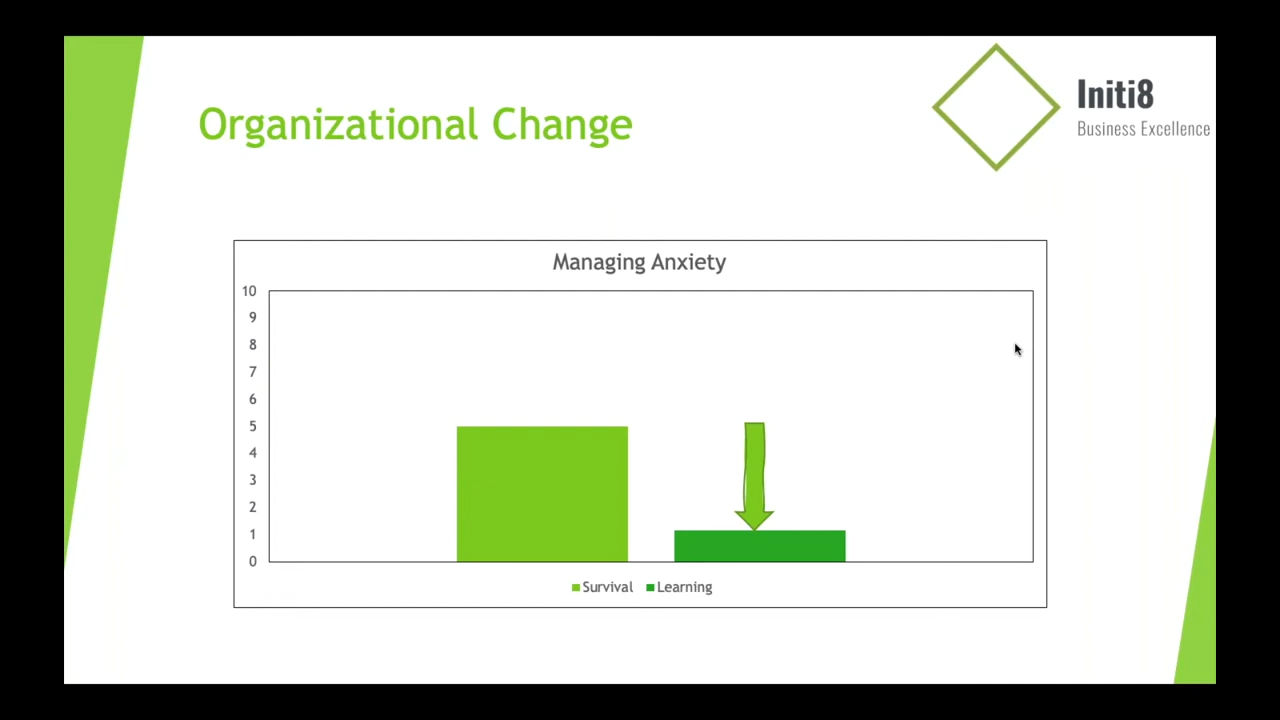 Organizational Change
Initi8
Business Excellence
Managing Anxiety
10
9
8
7
6
5
4
3
2
1
0
Survival Learning